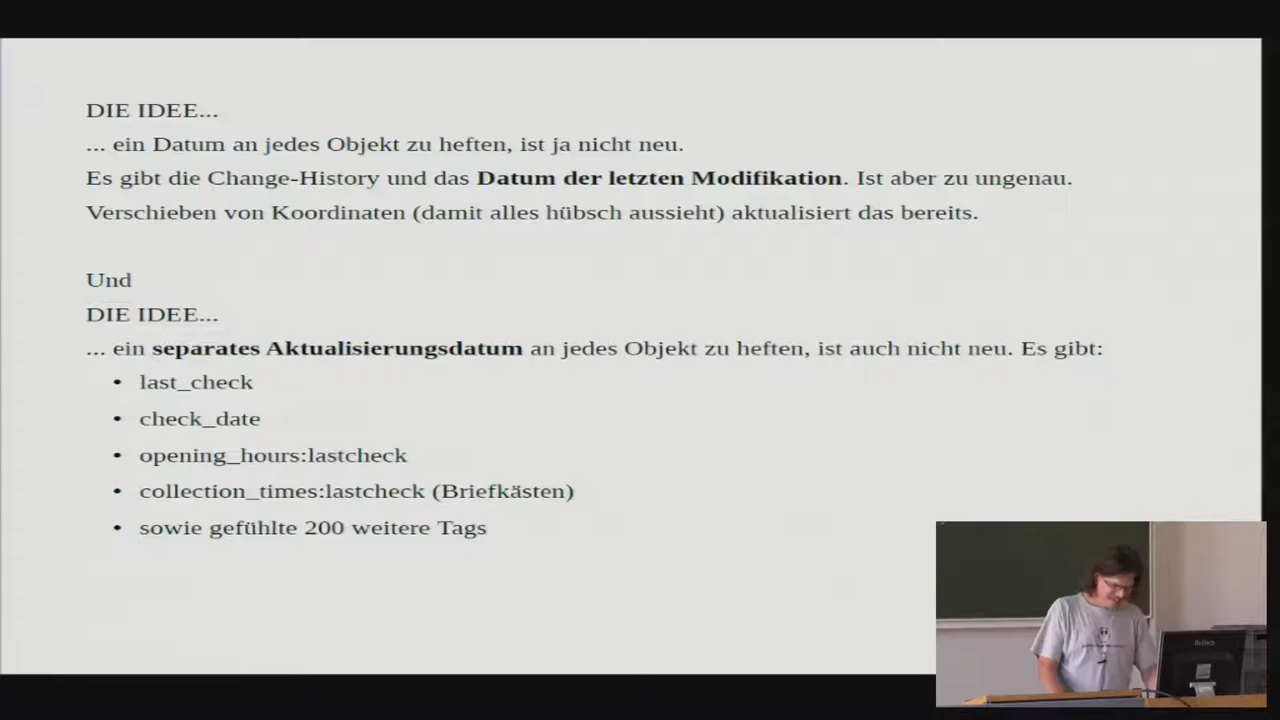 DIE IDEE...
... ein Datum an jedes Objekt zu heften, ist ja nicht neu.
Es gibt die Change-History und das Datum der letzten Modifikation. Ist aber zu ungenau.
Verschieben von Koordinaten (damit alles hübsch aussieht) aktualisiert das bereits.
Und
DIE IDEE...
... ein separates Aktualisierungsdatum an jedes Objekt zu heften, ist auch nicht neu. Es gibt:
• last_check
• check_date
• opening_hours:lastcheck
• collection_times:lastcheck (Briefkästen)
• sowie gefühlte 200 weitere Tags